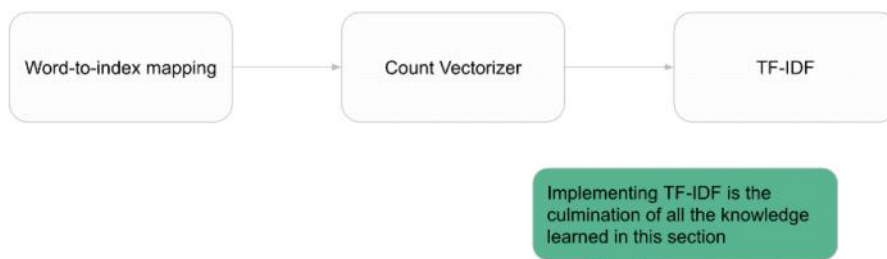 Word-to-index mapping
Count Vectorizer
TF-IDF
Implementing TF-IDF is the
culmination of all the knowledge
learned in this section